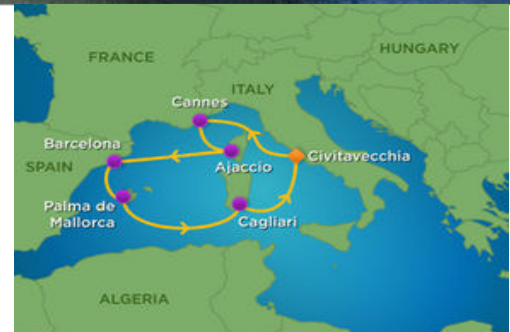 FRANCE
HUNGARY
ITALY
Cannes
Barcelona
Ajaccio
Civitavecchia
SPAIN
Palma de
Mallorca
Cagliari
ALGERIA